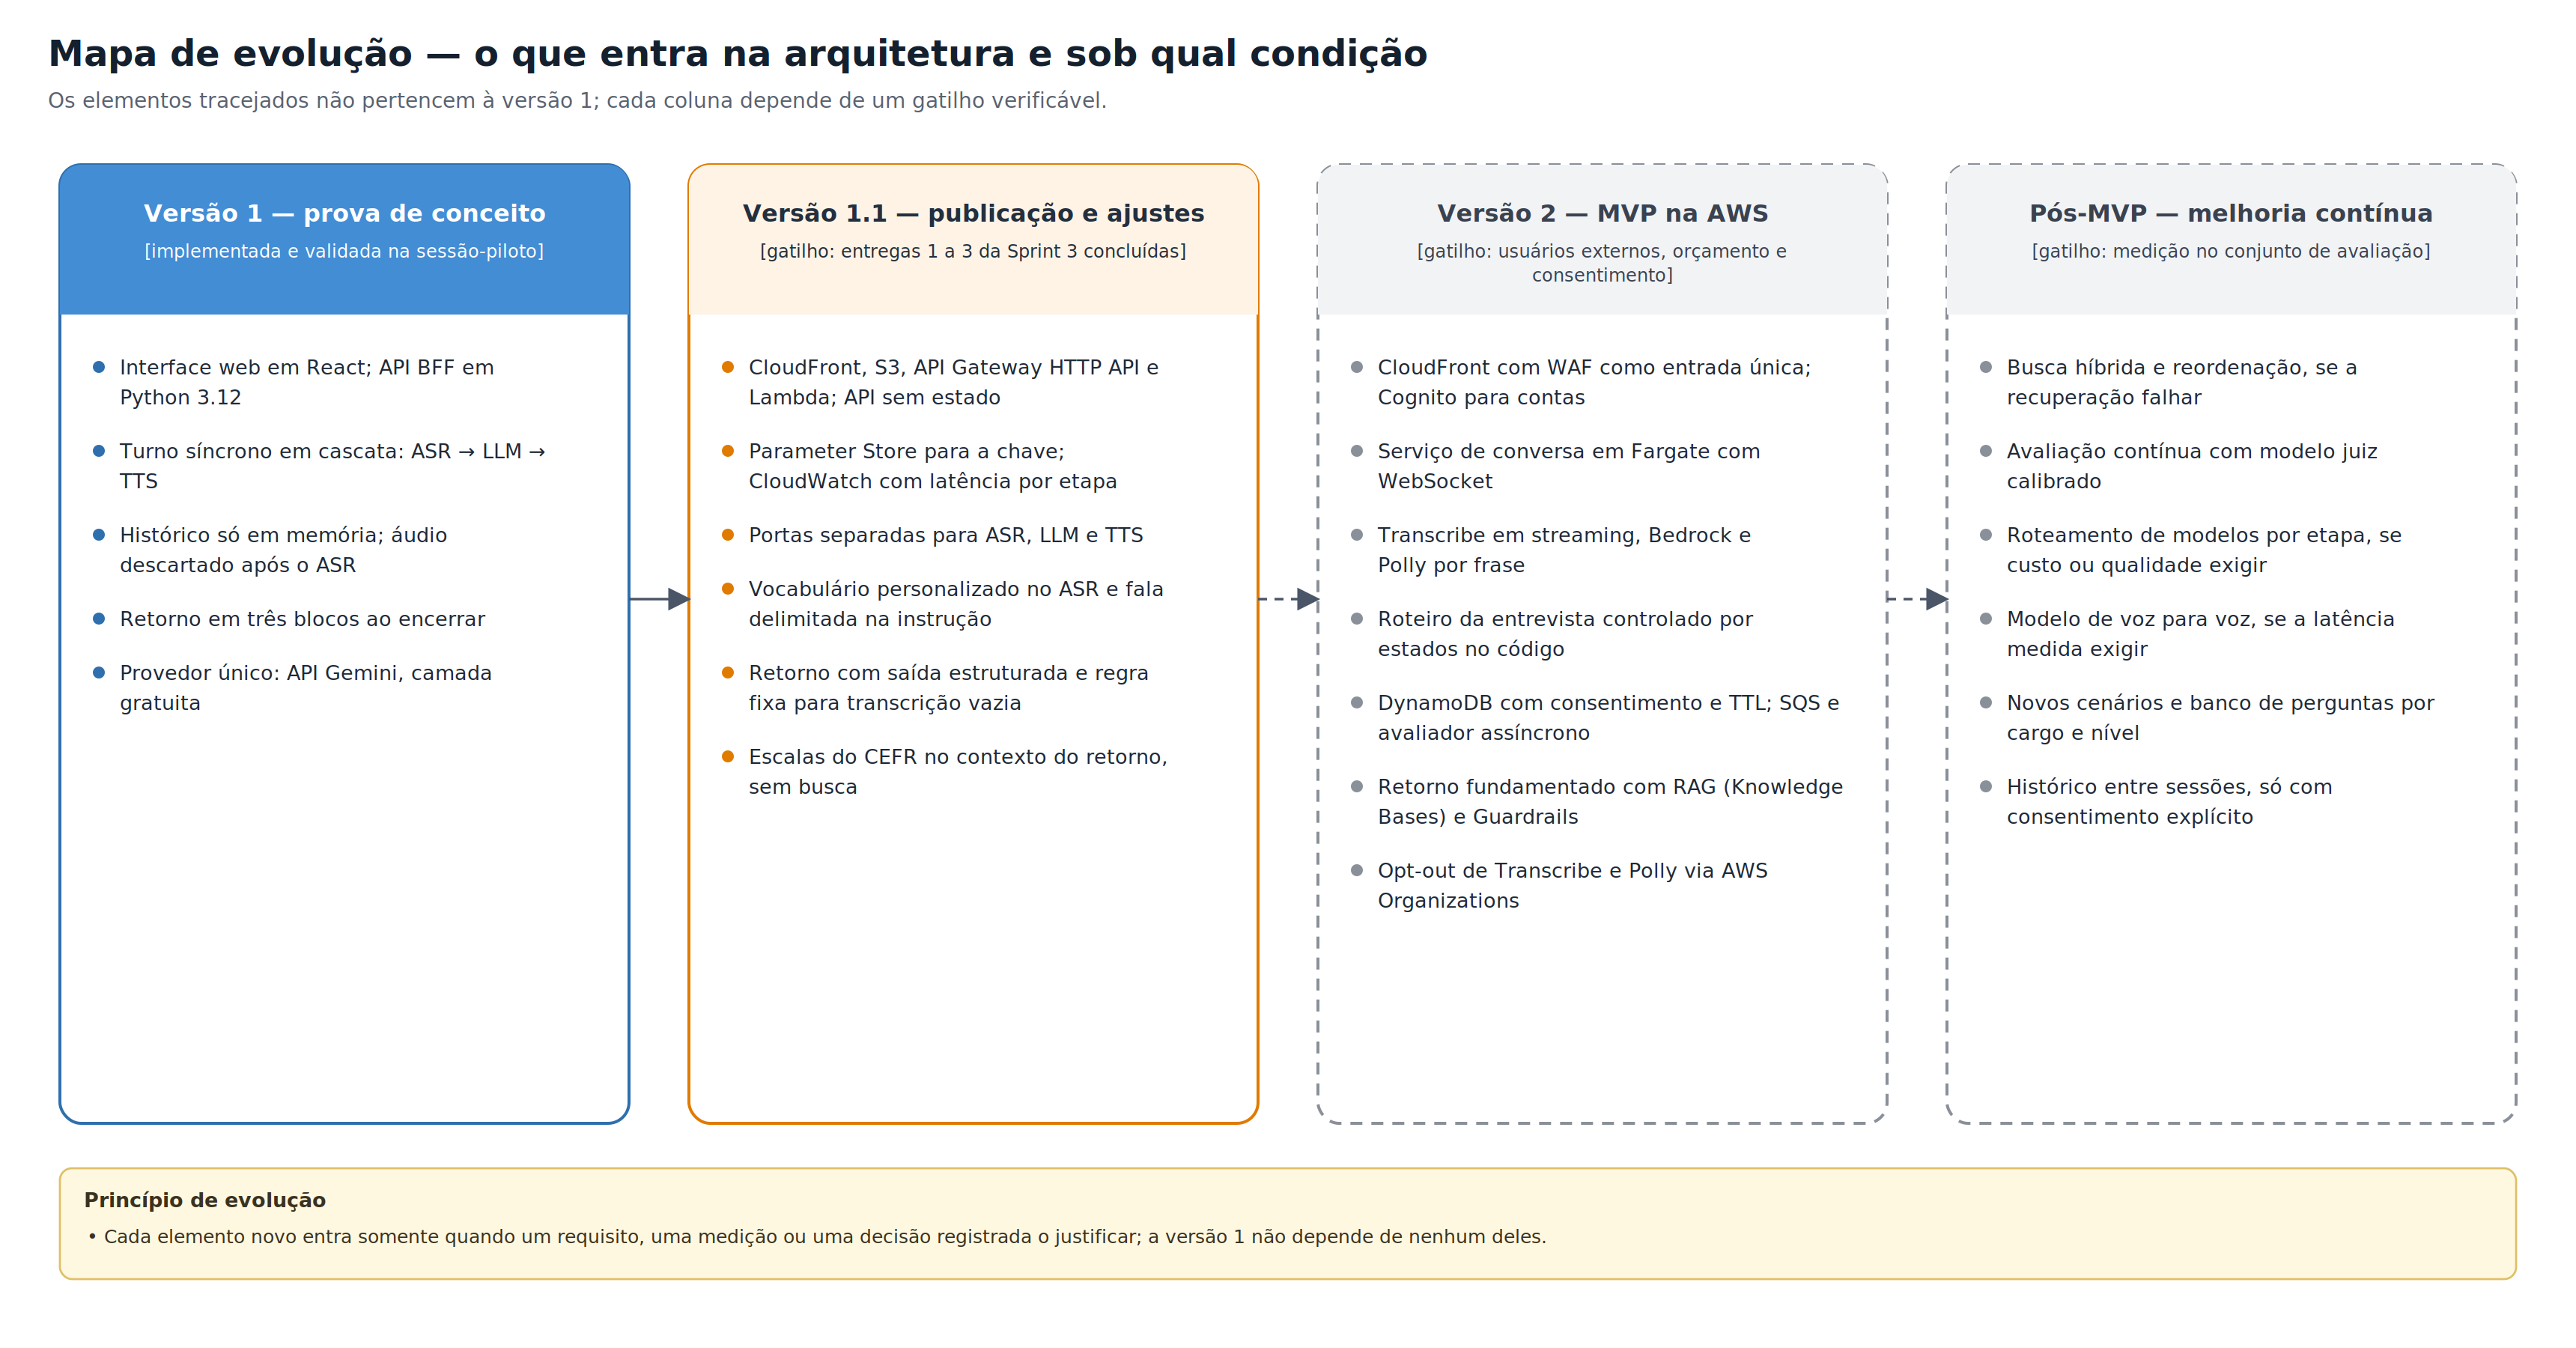 Mapa de evolução — o que entra na arquitetura e sob qual condição
Os elementos tracejados não pertencem à versão 1; cada coluna depende de um gatilho verificável.
Versão 1 — prova de conceito
[implementada e validada na sessão-piloto]
Interface web em React; API BFF em
Python 3.12
Turno síncrono em cascata: ASR → LLM →
TTS
Histórico só em memória; áudio
descartado após o ASR
Retorno em três blocos ao encerrar
Provedor único: API Gemini, camada
gratuita
Versão 1.1 — publicação e ajustes
[gatilho: entregas 1 a 3 da Sprint 3 concluídas]
CloudFront, S3, API Gateway HTTP API e
Lambda; API sem estado
Parameter Store para a chave;
CloudWatch com latência por etapa
Portas separadas para ASR, LLM e TTS
Vocabulário personalizado no ASR e fala
delimitada na instrução
Retorno com saída estruturada e regra
fixa para transcrição vazia
Escalas do CEFR no contexto do retorno,
sem busca
Versão 2 — MVP na AWS
[gatilho: usuários externos, orçamento e
consentimento]
CloudFront com WAF como entrada única;
Cognito para contas
Serviço de conversa em Fargate com
WebSocket
Transcribe em streaming, Bedrock e
Polly por frase
Roteiro da entrevista controlado por
estados no código
DynamoDB com consentimento e TTL; SQS e
avaliador assíncrono
Retorno fundamentado com RAG (Knowledge
Bases) e Guardrails
Opt-out de Transcribe e Polly via AWS
Organizations
Pós-MVP — melhoria contínua
[gatilho: medição no conjunto de avaliação]
Busca híbrida e reordenação, se a
recuperação falhar
Avaliação contínua com modelo juiz
calibrado
Roteamento de modelos por etapa, se
custo ou qualidade exigir
Modelo de voz para voz, se a latência
medida exigir
Novos cenários e banco de perguntas por
cargo e nível
Histórico entre sessões, só com
consentimento explícito
Princípio de evolução
• Cada elemento novo entra somente quando um requisito, uma medição ou uma decisão registrada o justificar; a versão 1 não depende de nenhum deles.